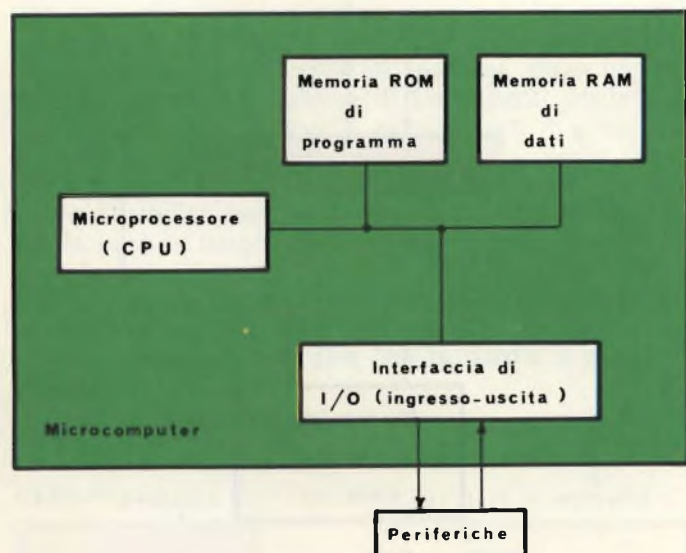 Memoria ROM
di
programma
Memoria RAM
di
dati
Microprocessore
( CPU )
Interfaccia di
I/O ( ingresso-uscita )
Microcomputer
Periferiche